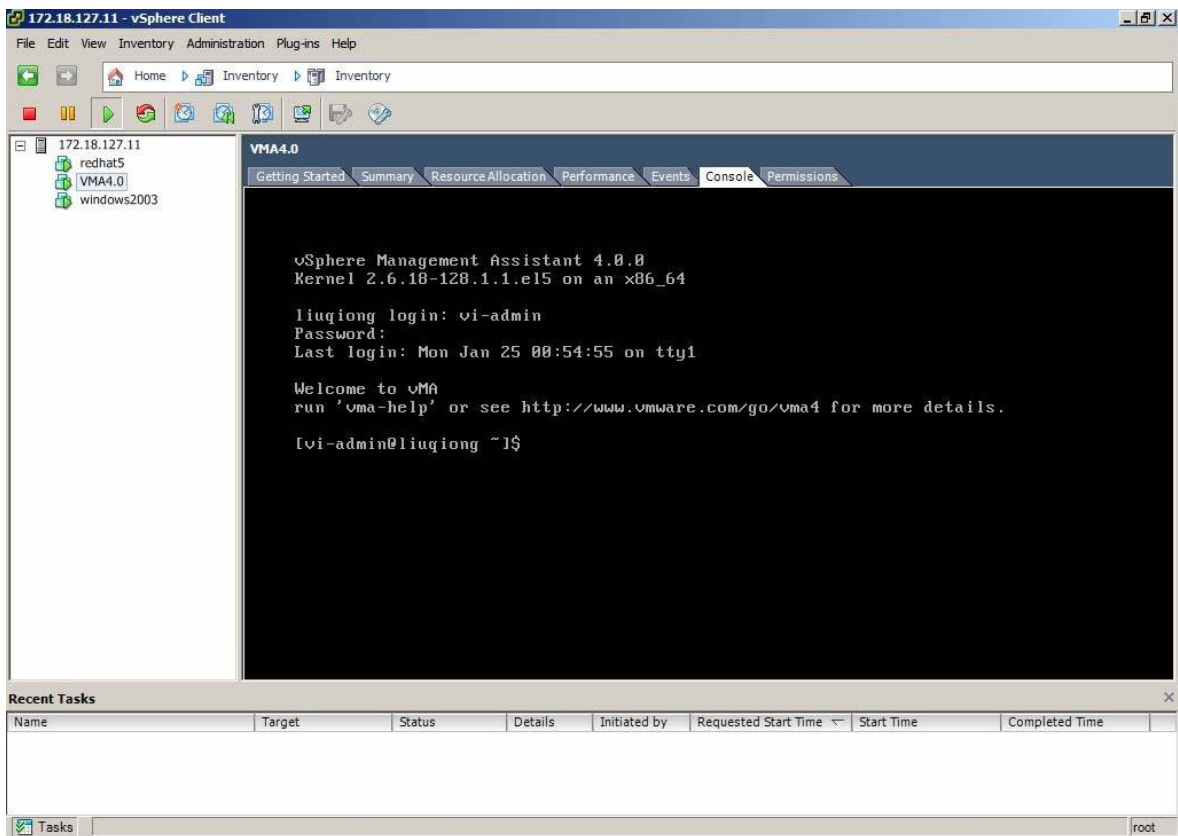 172.18.127.11 - vSphere Client
File Edit View Inventory Administration Plug-ins Help
Home Inventory Inventory
172.18.127.11
redhat5
VMA4.0
windows2003
VMA4.0
Getting Started Summary Resource Allocation Performance Events Console Permissions
vSphere Management Assistant 4.0.0
Kernel 2.6.18-128.1.1.el5 on an x86_64
liuqiong login: vi-admin
Password:
Last login: Mon Jan 25 00:54:55 on tty1
Welcome to vMA
run 'vma-help' or see http://www.vmware.com/go/vma4 for more details.
[vi-admin@liuqiong ~]$
Recent Tasks
Name Target Status Details Initiated by Requested Start Time Start Time Completed Time
Tasks root